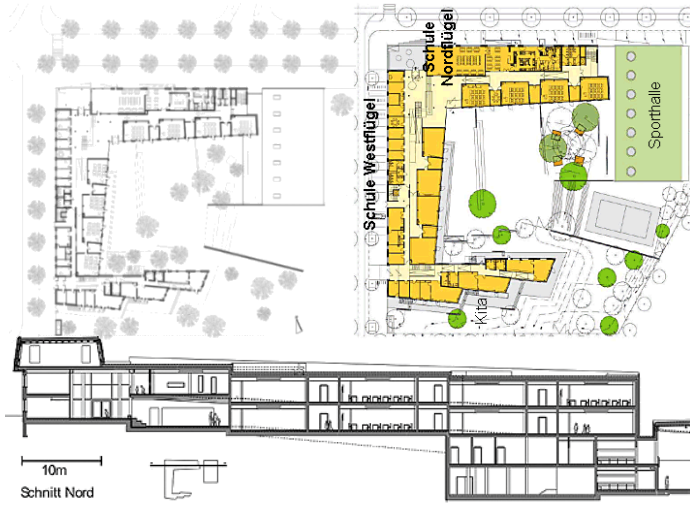 Schule
Nordflügel
Schule Westflügel
Sporthalle
Kita
10m
Schnitt Nord